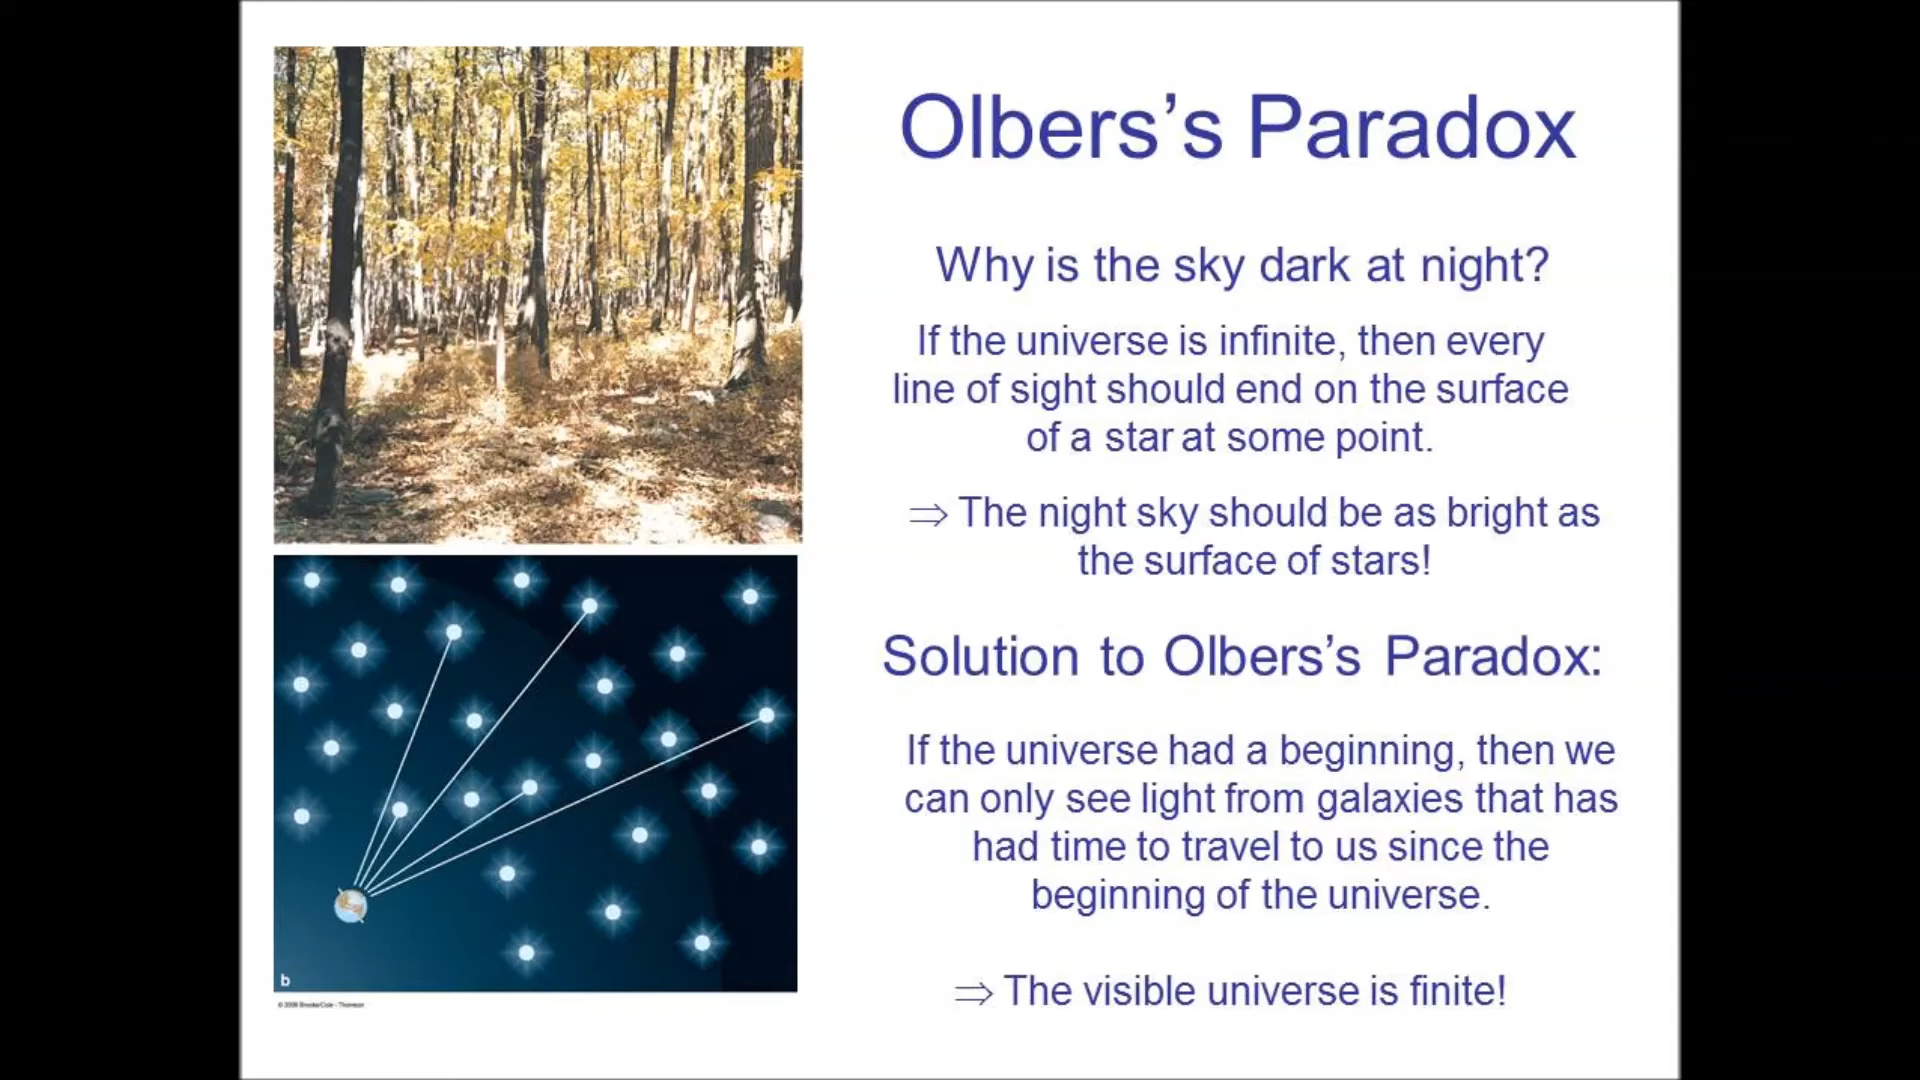 Olbers’s Paradox
Why is the sky dark at night?
If the universe is infinite, then every
line of sight should end on the surface
of a star at some point.
⇒ The night sky should be as bright as
the surface of stars!
Solution to Olbers’s Paradox:
If the universe had a beginning, then we
can only see light from galaxies that has
had time to travel to us since the
beginning of the universe.
⇒ The visible universe is finite!
b
© 2006 Brooks/Cole - Thomson